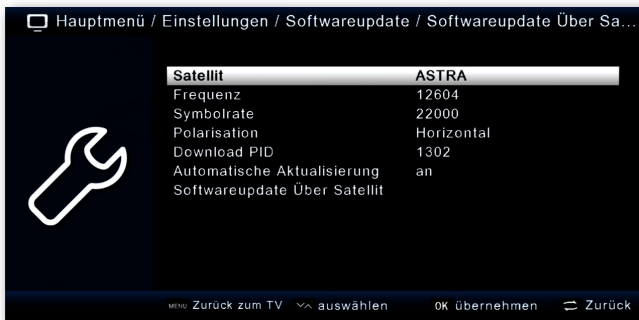 Hauptmenü / Einstellungen / Softwareupdate / Softwareupdate Über Sa...
Satellit ASTRA
Frequenz 12604
Symbolrate 22000
Polarisation Horizontal
Download PID 1302
Automatische Aktualisierung an
Softwareupdate Über Satellit
MENU Zurück zum TV auswählen OK übernehmen Zurück